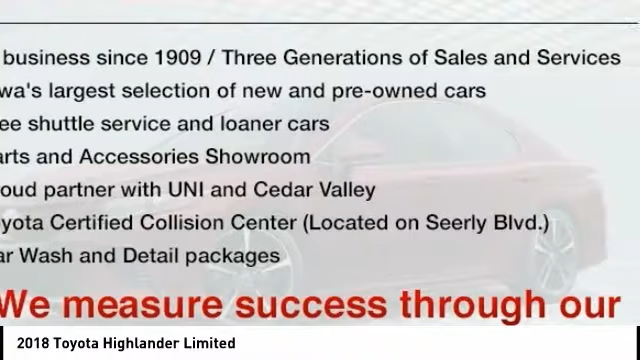 business since 1909 / Three Generations of Sales and Services
wa's largest selection of new and pre-owned cars
ee shuttle service and loaner cars
arts and Accessories Showroom
oud partner with UNI and Cedar Valley
yota Certified Collision Center (Located on Seerly Blvd.)
ar Wash and Detail packages
We measure success through our
2018 Toyota Highlander Limited